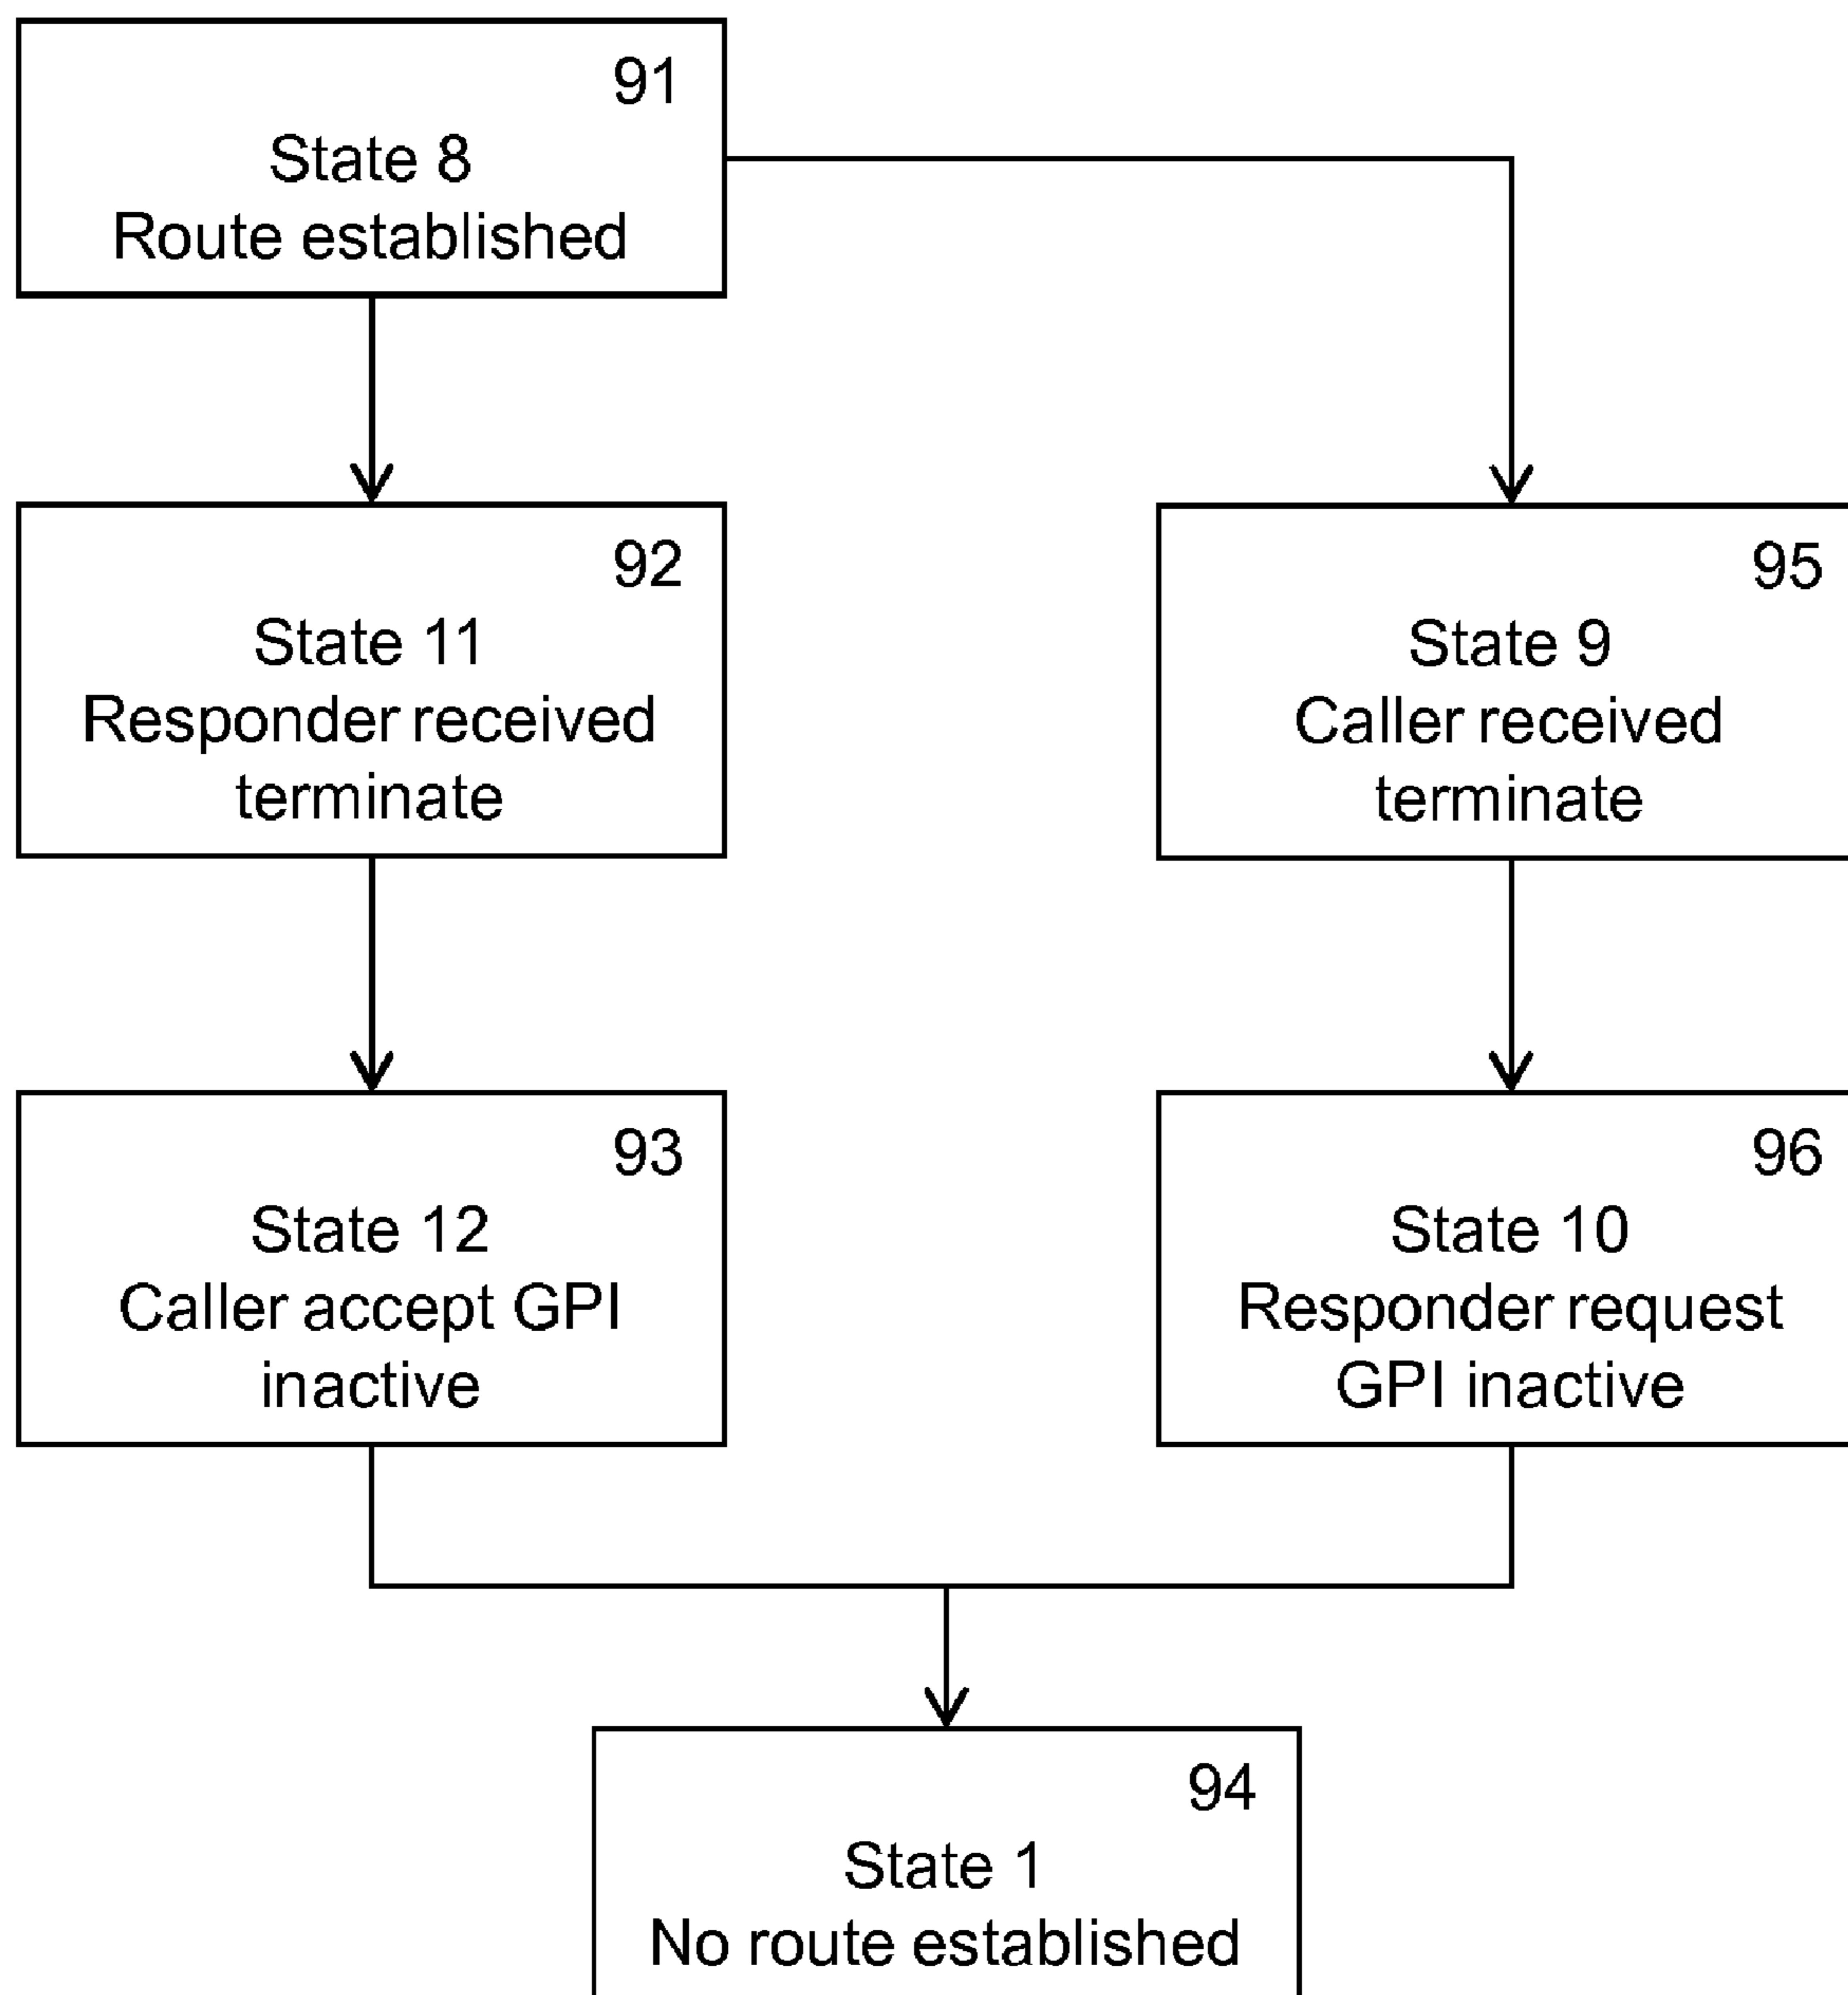 91
State 8
Route established
92
State 11
Responder received
terminate
95
State 9
Caller received
terminate
93
State 12
Caller accept GPI
inactive
96
State 10
Responder request
GPI inactive
94
State 1
No route established